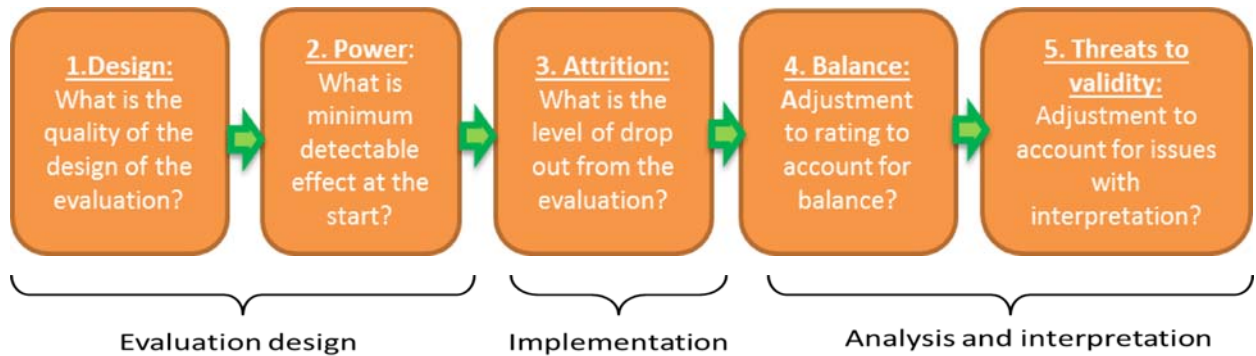 1.Design:
What is the
quality of the
design of the
evaluation?
2. Power:
What is
minimum
detectable
effect at the
start?
3. Attrition:
What is the
level of drop
out from the
evaluation?
4. Balance:
Adjustment
to rating to
account for
balance?
5. Threats to
validity:
Adjustment to
account for issues
with
interpretation?
Evaluation design
Implementation
Analysis and interpretation